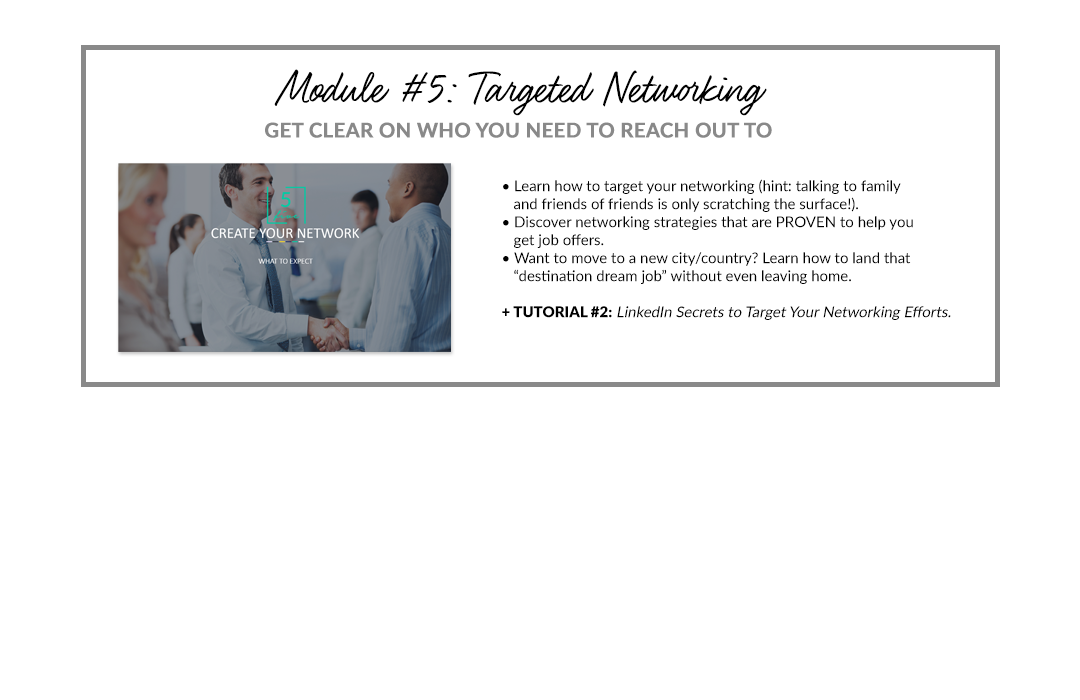 Module #5: Targeted Networking
GET CLEAR ON WHO YOU NEED TO REACH OUT TO
5
CREATE YOUR NETWORK
WHAT TO EXPECT
• Learn how to target your networking (hint: talking to family
and friends of friends is only scratching the surface!).
• Discover networking strategies that are PROVEN to help you
get job offers.
• Want to move to a new city/country? Learn how to land that
“destination dream job” without even leaving home.
+ TUTORIAL #2: LinkedIn Secrets to Target Your Networking Efforts.